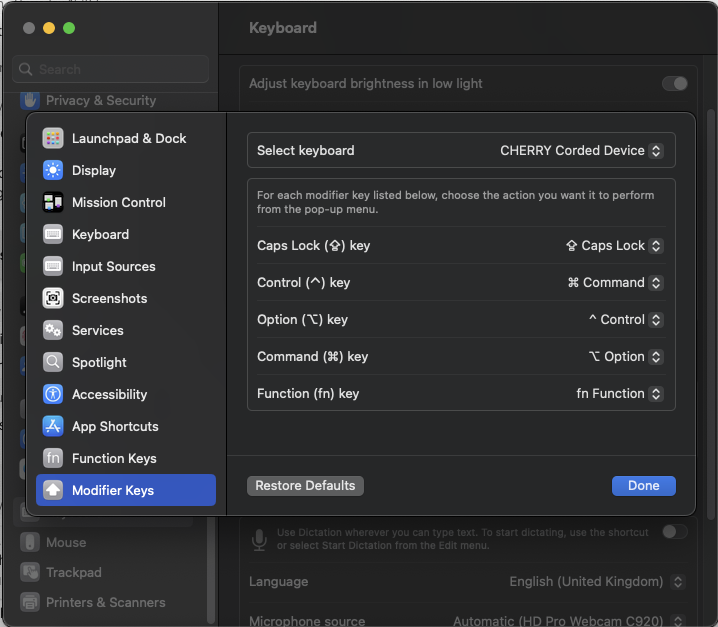 Keyboard
Search
Adjust keyboard brightness in low light
Privacy & Security
Launchpad & Dock
Display
Mission Control
Keyboard
Input Sources
Screenshots
Services
Spotlight
Accessibility
App Shortcuts
fn Function Keys
Modifier Keys
Select keyboard CHERRY Corded Device
For each modifier key listed below, choose the action you want it to perform
from the pop-up menu.
Caps Lock (⇪) key ⇪ Caps Lock
Control (^) key ⌘ Command
Option (⌥) key ^ Control
Command (⌘) key ⌥ Option
Function (fn) key fn Function
Restore Defaults Done
Use Dictation wherever you can type text. To start dictating, use the shortcut
or select Start Dictation from the Edit menu.
Mouse
Trackpad
Printers & Scanners
Language English (United Kingdom)
Microphone source Automatic (HD Pro Webcam C920)